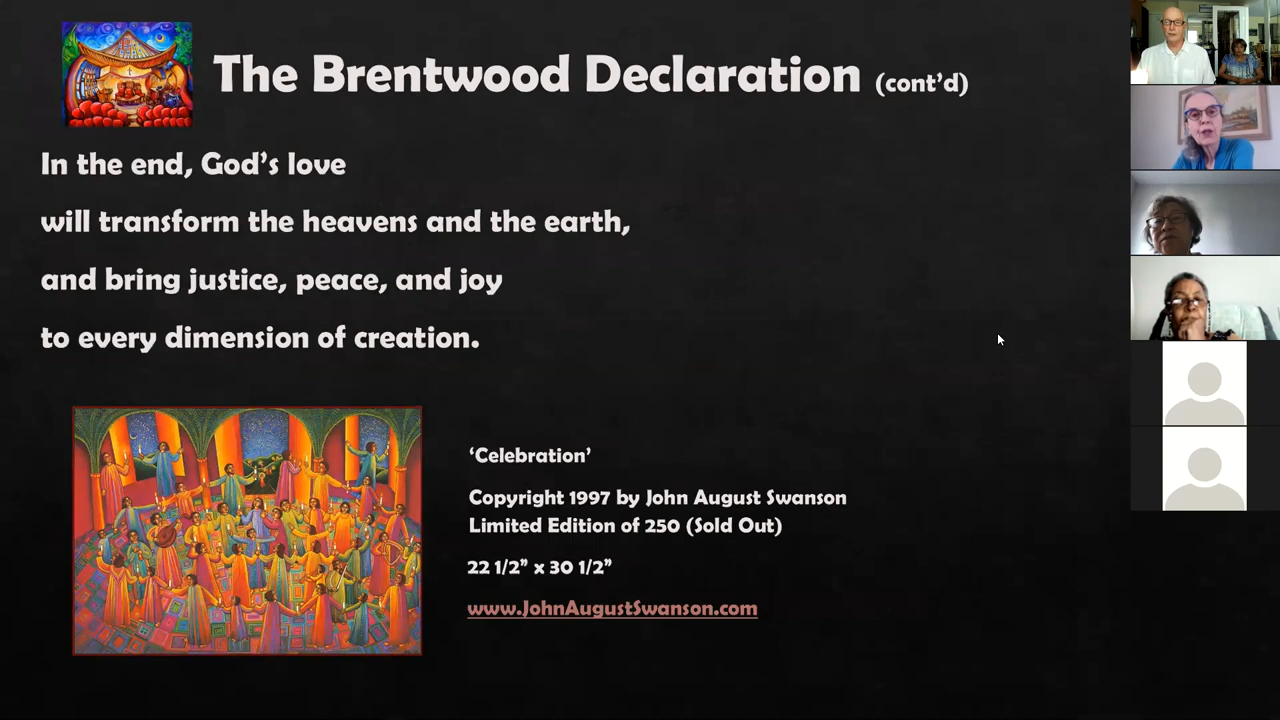 The Brentwood Declaration (cont’d)
In the end, God’s love
will transform the heavens and the earth,
and bring justice, peace, and joy
to every dimension of creation.
‘Celebration’
Copyright 1997 by John August Swanson
Limited Edition of 250 (Sold Out)
22 1/2” x 30 1/2”
www.JohnAugustSwanson.com